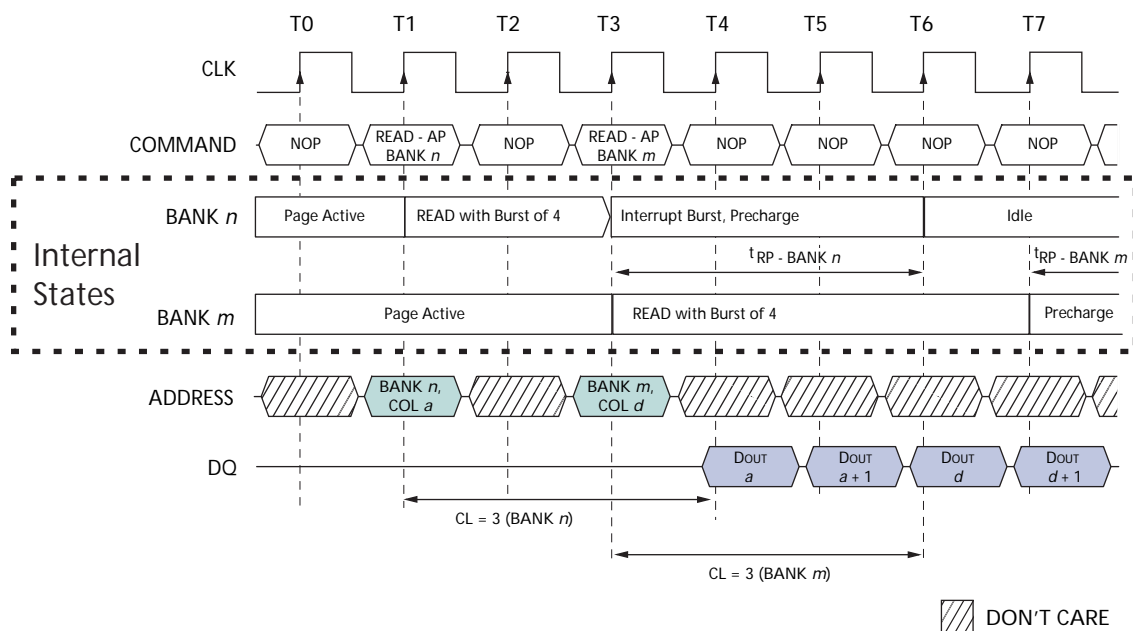 T0 T1 T2 T3 T4 T5 T6 T7
CLK
COMMAND
NOP
READ - AP
BANK n
NOP
READ - AP
BANK m
NOP
NOP
NOP
NOP
Internal
States
BANK n
Page Active
READ with Burst of 4
Interrupt Burst, Precharge
Idle
tRP - BANK n
tRP - BANK m
BANK m
Page Active
READ with Burst of 4
Precharge
ADDRESS
BANK n,
COL a
BANK m,
COL d
DQ
DOUT
a
DOUT
a + 1
DOUT
d
DOUT
d + 1
CL = 3 (BANK n)
CL = 3 (BANK m)
DON'T CARE